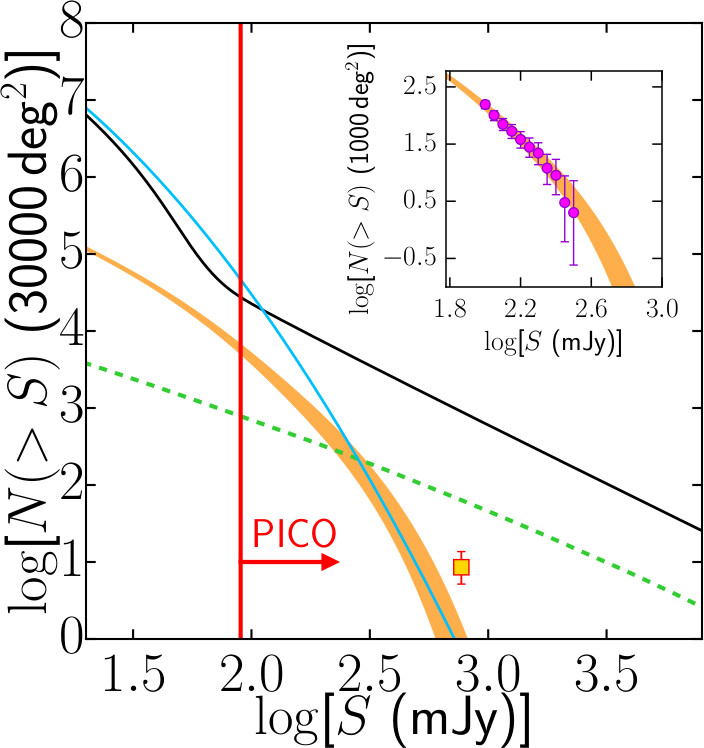 8
7
6
5
4
3
2
1
0
log[N(> S) (30000 deg²)]
1.5 2.0 2.5 3.0 3.5
log[S (mJy)]
PICO
2.5
1.5
0.5
−0.5
log[N(> S) (1000 deg²)]
1.8 2.2 2.6 3.0
log[S (mJy)]